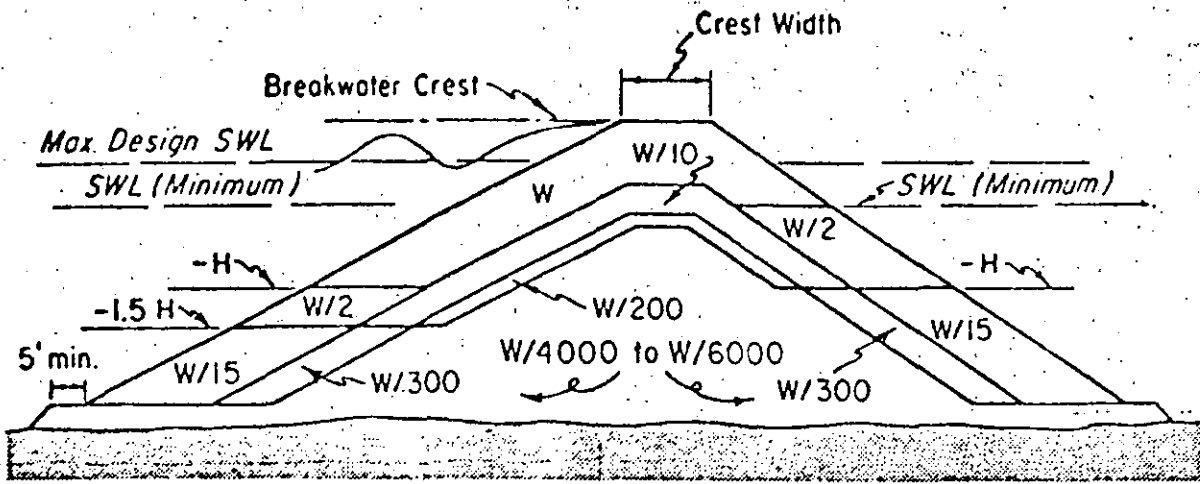 Crest Width
Breakwater Crest
Max. Design SWL
W/10
SWL (Minimum)
SWL (Minimum)
W
W/2
-H
-H
W/2
W/200
-1.5 H
W/15
5' min.
W/4000 to W/6000
W/15
W/300
W/300